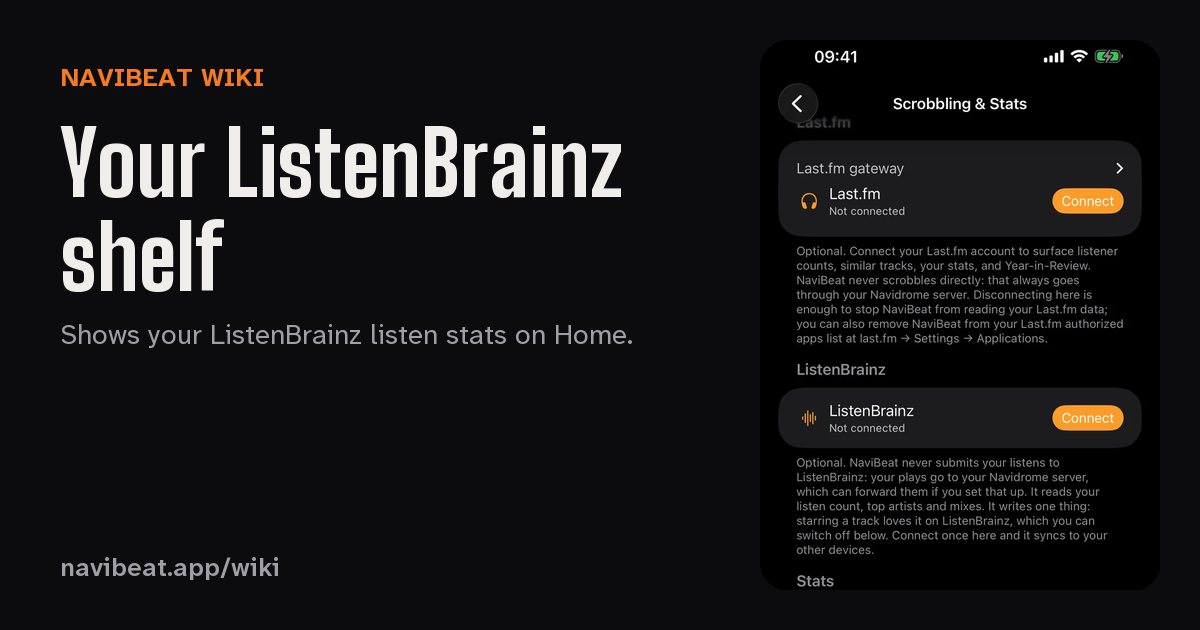 NAVIBEAT WIKI
Your ListenBrainz
shelf
Shows your ListenBrainz listen stats on Home.
navibeat.app/wiki
09:41
Scrobbling & Stats
Last.fm
Last.fm gateway
Last.fm
Not connected
Connect
Optional. Connect your Last.fm account to surface listener
counts, similar tracks, your stats, and Year-in-Review.
NaviBeat never scrobbles directly: that always goes
through your Navidrome server. Disconnecting here is
enough to stop NaviBeat from reading your Last.fm data;
you can also remove NaviBeat from your Last.fm authorized
apps list at last.fm → Settings → Applications.
ListenBrainz
ListenBrainz
Not connected
Connect
Optional. NaviBeat never submits your listens to
ListenBrainz: your plays go to your Navidrome server,
which can forward them if you set that up. It reads your
listen count, top artists and mixes. It writes one thing:
starring a track loves it on ListenBrainz, which you can
switch off below. Connect once here and it syncs to your
other devices.
Stats